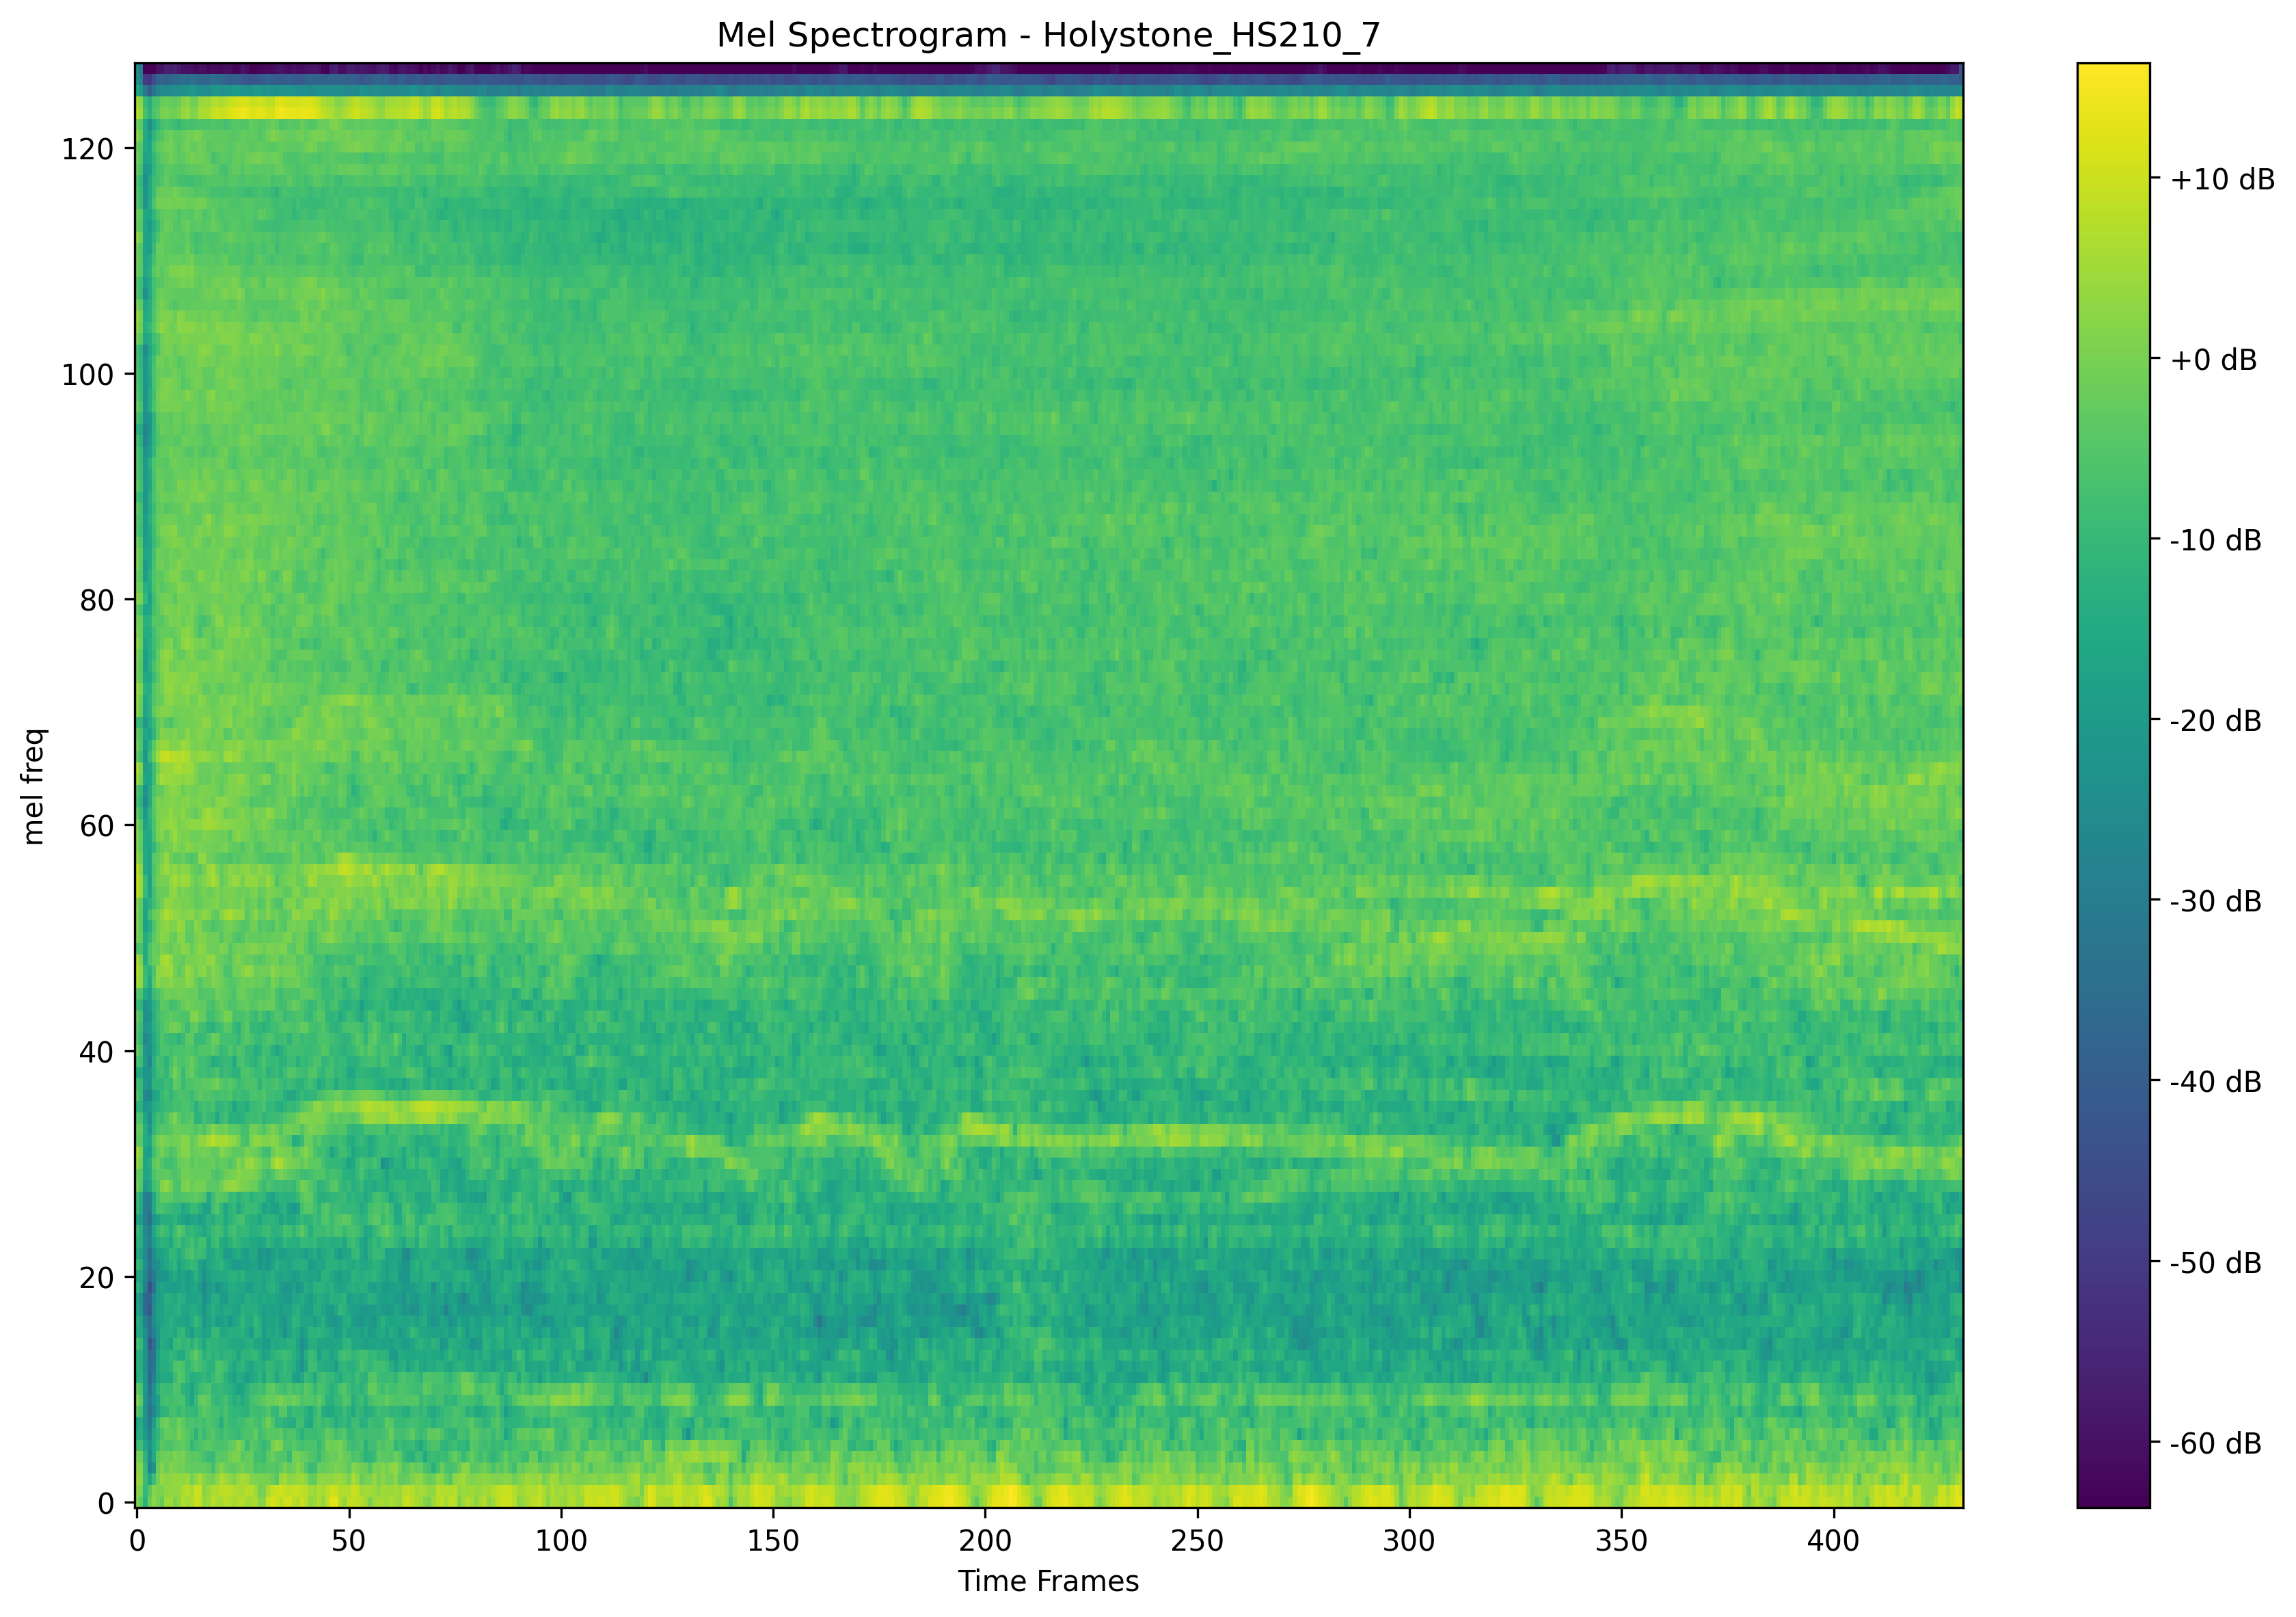 Mel Spectrogram - Holystone_HS210_7
120
100
80
60
40
20
0
mel freq
0 50 100 150 200 250 300 350 400
Time Frames
+10 dB
+0 dB
-10 dB
-20 dB
-30 dB
-40 dB
-50 dB
-60 dB